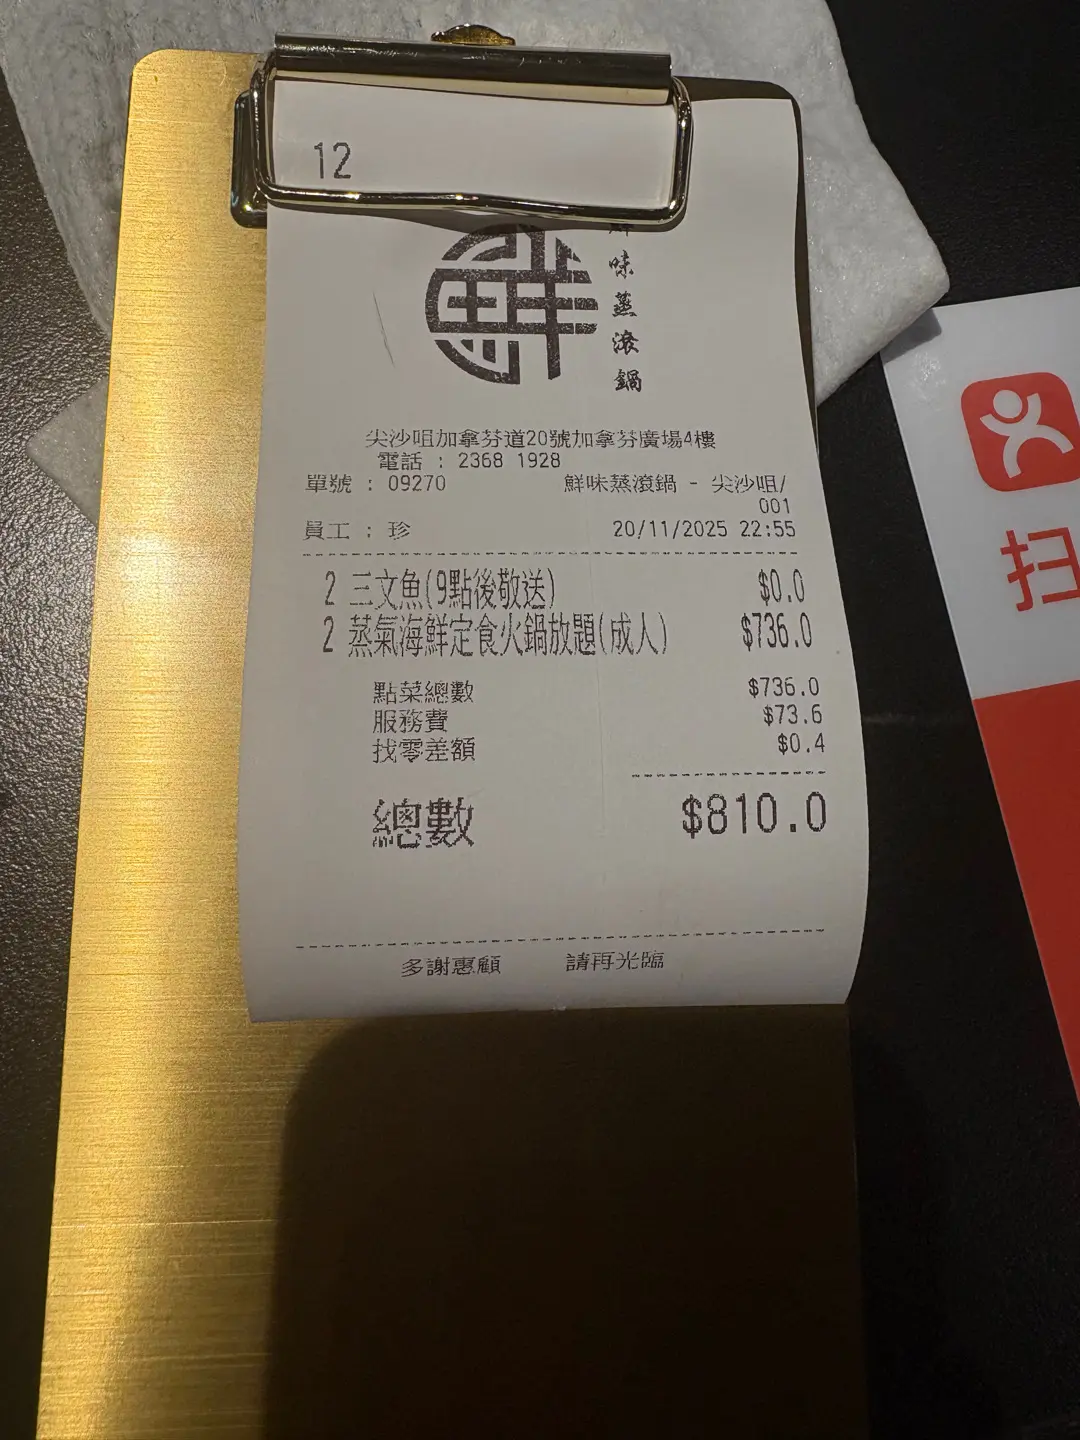 12
鮮
味蒸滾鍋
尖沙咀加拿芬道20號加拿芬廣場4樓
電話 : 2368 1928
單號 : 09270 鮮味蒸滾鍋 - 尖沙咀/
001
員工 : 珍 20/11/2025 22:55
2 三文魚(9點後敬送) $0.0
2 蒸氣海鮮定食火鍋放題(成人) $736.0
點菜總數 $736.0
服務費 $73.6
找零差額 $0.4
總數 $810.0
多謝惠顧 請再光臨
扫